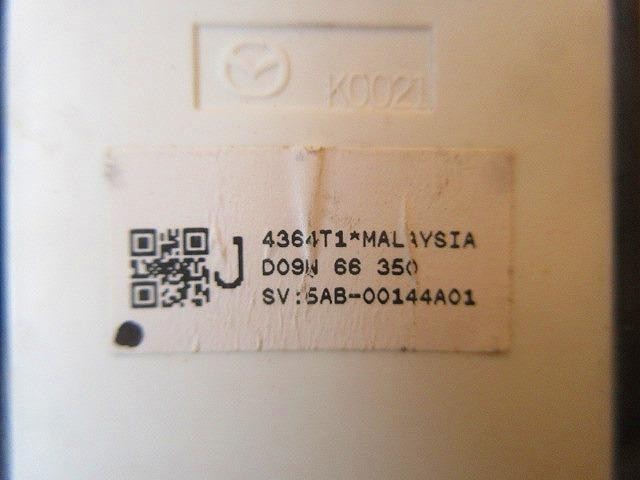 K0021
J
4364T1*MALAYSIA
D09W 66 350
SV:5AB-00144A01